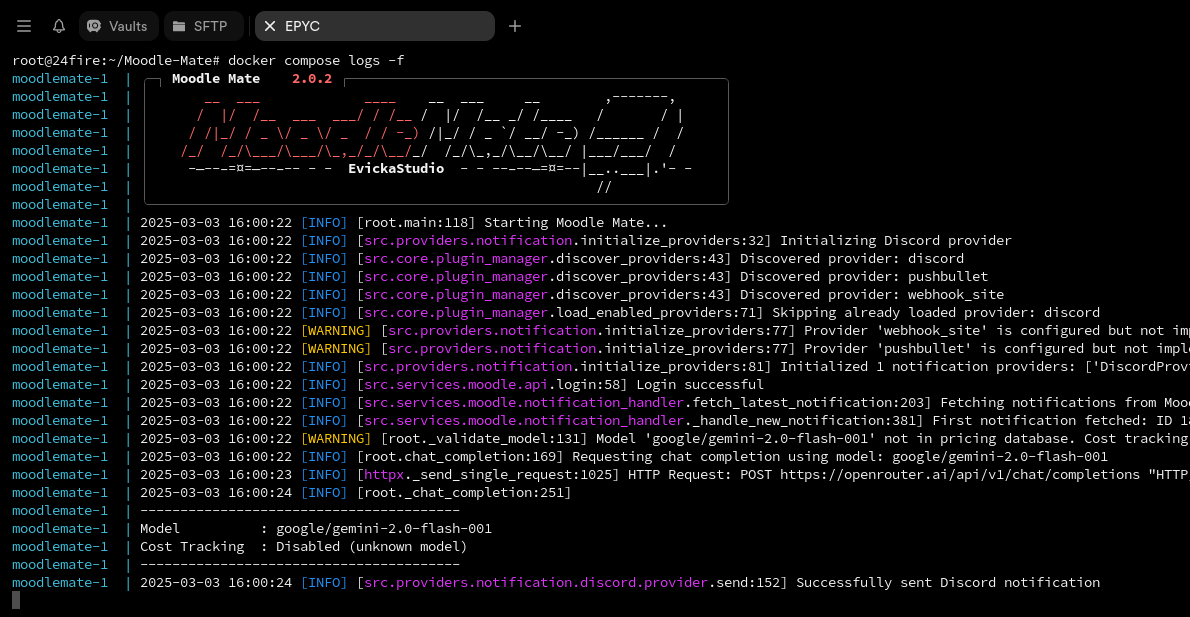 Vaults SFTP EPYC
root@24fire:~/Moodle-Mate# docker compose logs -f
moodlemate-1 | Moodle Mate 2.0.2
moodlemate-1 | __ ___ ____ __ ___ __ ,-------,
moodlemate-1 | / |/ /__ ___ ___/ / /__ / |/ /__ _/ /____ / / |
moodlemate-1 | / /|_/ / _ \/ _ \/ _ / / -_) /|_/ / _ `/ __/ -_) /______ / /
moodlemate-1 | /_/ /_/\___/\___/\_,_/_/\__/_/ /_/\_,_/\__/\__/ |___/___/ /
moodlemate-1 | -—--=¤=—---- - - EvickaStudio - - --—--—=¤=--|__..___|.'- -
moodlemate-1 | //
moodlemate-1 |
moodlemate-1 | 2025-03-03 16:00:22 [INFO] [root.main:118] Starting Moodle Mate...
moodlemate-1 | 2025-03-03 16:00:22 [INFO] [src.providers.notification.initialize_providers:32] Initializing Discord provider
moodlemate-1 | 2025-03-03 16:00:22 [INFO] [src.core.plugin_manager.discover_providers:43] Discovered provider: discord
moodlemate-1 | 2025-03-03 16:00:22 [INFO] [src.core.plugin_manager.discover_providers:43] Discovered provider: pushbullet
moodlemate-1 | 2025-03-03 16:00:22 [INFO] [src.core.plugin_manager.discover_providers:43] Discovered provider: webhook_site
moodlemate-1 | 2025-03-03 16:00:22 [INFO] [src.core.plugin_manager.load_enabled_providers:71] Skipping already loaded provider: discord
moodlemate-1 | 2025-03-03 16:00:22 [WARNING] [src.providers.notification.initialize_providers:77] Provider 'webhook_site' is configured but not im
moodlemate-1 | 2025-03-03 16:00:22 [WARNING] [src.providers.notification.initialize_providers:77] Provider 'pushbullet' is configured but not impl
moodlemate-1 | 2025-03-03 16:00:22 [INFO] [src.providers.notification.initialize_providers:81] Initialized 1 notification providers: ['DiscordProv
moodlemate-1 | 2025-03-03 16:00:22 [INFO] [src.services.moodle.api.login:58] Login successful
moodlemate-1 | 2025-03-03 16:00:22 [INFO] [src.services.moodle.notification_handler.fetch_latest_notification:203] Fetching notifications from Moo
moodlemate-1 | 2025-03-03 16:00:22 [INFO] [src.services.moodle.notification_handler._handle_new_notification:381] First notification fetched: ID 1
moodlemate-1 | 2025-03-03 16:00:22 [WARNING] [root._validate_model:131] Model 'google/gemini-2.0-flash-001' not in pricing database. Cost tracking
moodlemate-1 | 2025-03-03 16:00:22 [INFO] [root.chat_completion:169] Requesting chat completion using model: google/gemini-2.0-flash-001
moodlemate-1 | 2025-03-03 16:00:23 [INFO] [httpx._send_single_request:1025] HTTP Request: POST https://openrouter.ai/api/v1/chat/completions "HTTP
moodlemate-1 | 2025-03-03 16:00:24 [INFO] [root._chat_completion:251]
moodlemate-1 | ----------------------------------------
moodlemate-1 | Model : google/gemini-2.0-flash-001
moodlemate-1 | Cost Tracking : Disabled (unknown model)
moodlemate-1 | ----------------------------------------
moodlemate-1 | 2025-03-03 16:00:24 [INFO] [src.providers.notification.discord.provider.send:152] Successfully sent Discord notification